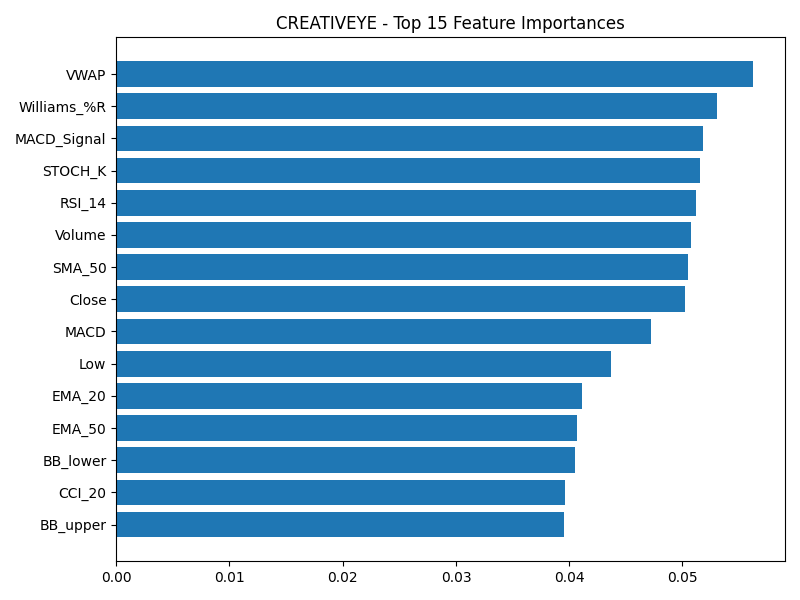 CREATIVEYE - Top 15 Feature Importances
VWAP
Williams_%R
MACD_Signal
STOCH_K
RSI_14
Volume
SMA_50
Close
MACD
Low
EMA_20
EMA_50
BB_lower
CCI_20
BB_upper
0.00 0.01 0.02 0.03 0.04 0.05